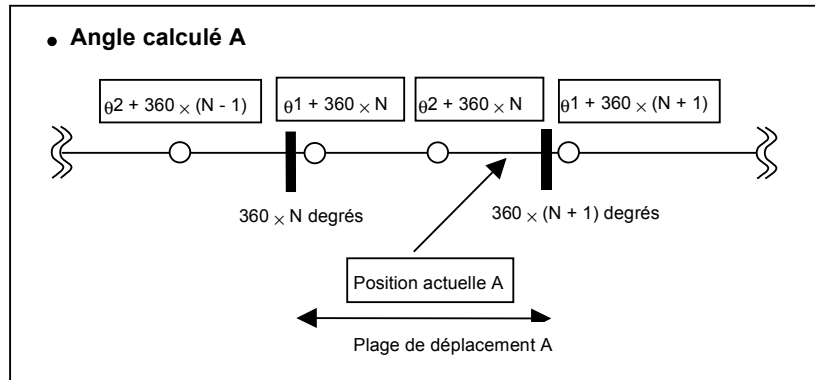 • Angle calculé A
θ2 + 360 × (N - 1)
θ1 + 360 × N
θ2 + 360 × N
θ1 + 360 × (N + 1)
360 × N degrés
360 × (N + 1) degrés
Position actuelle A
Plage de déplacement A